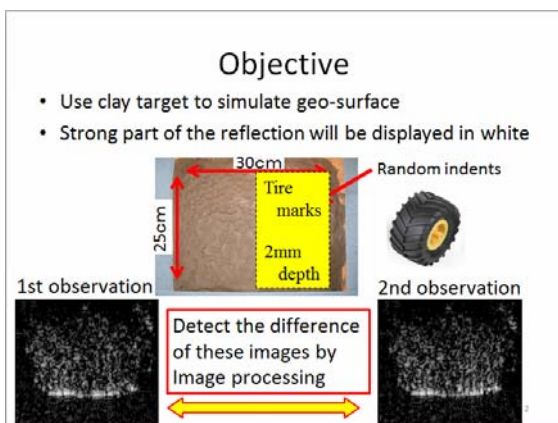 Objective
• Use clay target to simulate geo-surface
• Strong part of the reflection will be displayed in white
30cm
Random indents
Tire
marks
25cm
2mm
depth
1st observation
2nd observation
Detect the difference
of these images by
Image processing
2